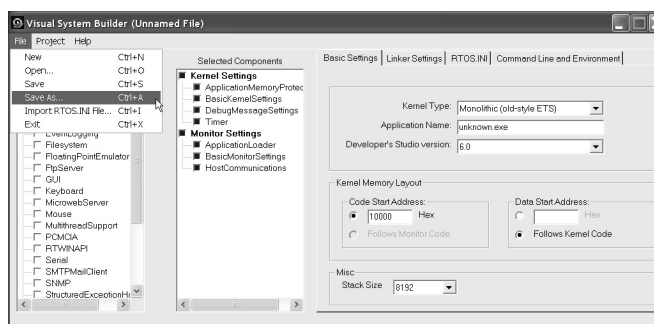 Visual System Builder (Unnamed File)
File Project Help
New Ctrl+N
Open... Ctrl+O
Save Ctrl+S
Save As... Ctrl+A
Import RTOS.INI File... Ctrl+I
Exit Ctrl+X
EventLogging
Filesystem
FloatingPointEmulator
FtpServer
GUI
Keyboard
MicrowebServer
Mouse
MultithreadSupport
PCMCIA
RTWINAPI
Serial
SMTPMailClient
SNMP
StructuredExceptionH
Selected Components
Kernel Settings
ApplicationMemoryProtec
BasicKernelSettings
DebugMessageSettings
Timer
Monitor Settings
ApplicationLoader
BasicMonitorSettings
HostCommunications
Basic Settings Linker Settings RTOS.INI Command Line and Environment
Kernel Type: Monolithic (old-style ETS)
Application Name: unknown.exe
Developer's Studio version: 6.0
Kernel Memory Layout
Code Start Address:
10000 Hex
Follows Monitor Code
Data Start Address:
Hex
Follows Kernel Code
Misc
Stack Size 8192